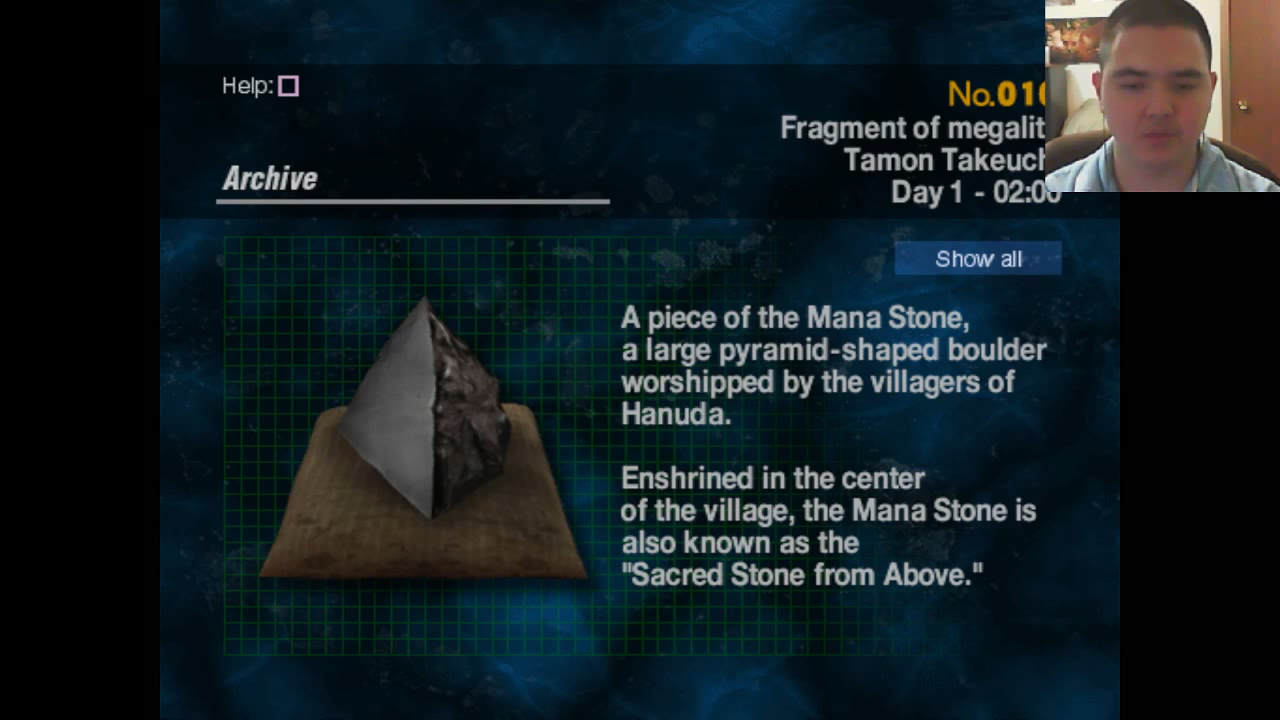 Help:
No.01
Fragment of megalit
Tamon Takeuch
Day 1 - 02:00
Archive
Show all
A piece of the Mana Stone,
a large pyramid-shaped boulder
worshipped by the villagers of
Hanuda.
Enshrined in the center
of the village, the Mana Stone is
also known as the
"Sacred Stone from Above."